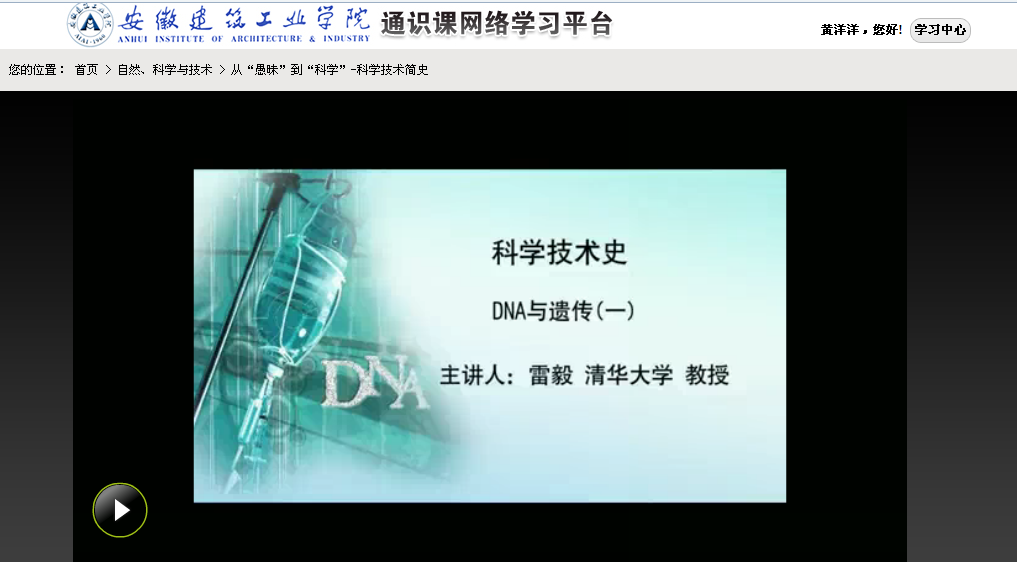 安徽建筑工业学院
ANHUI INSTITUTE OF ARCHITECTURE & INDUSTRY
通识课网络学习平台
黄洋洋，您好! 学习中心
您的位置： 首页 > 自然、科学与技术 > 从“愚昧”到“科学”-科学技术简史
科学技术史
DNA与遗传(一)
DNA
主讲人: 雷毅 清华大学 教授